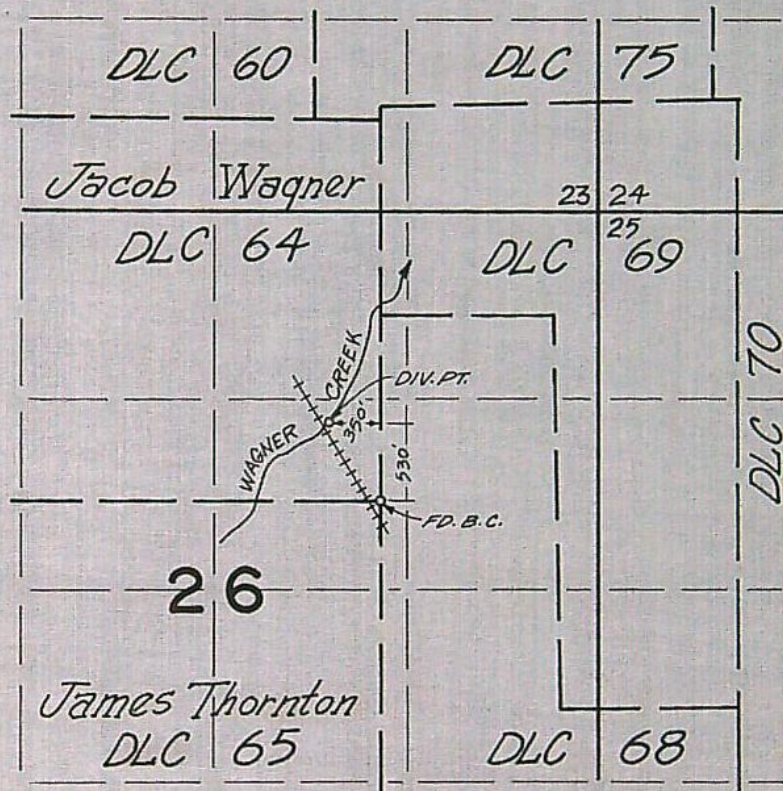 DLC 60
DLC 75
Jacob Wagner
23 24
25
DLC 64
DLC 69
WAGNER CREEK
DIV. PT.
350'
530'
DLC 70
FD. B.C.
26
James Thornton
DLC 65
DLC 68